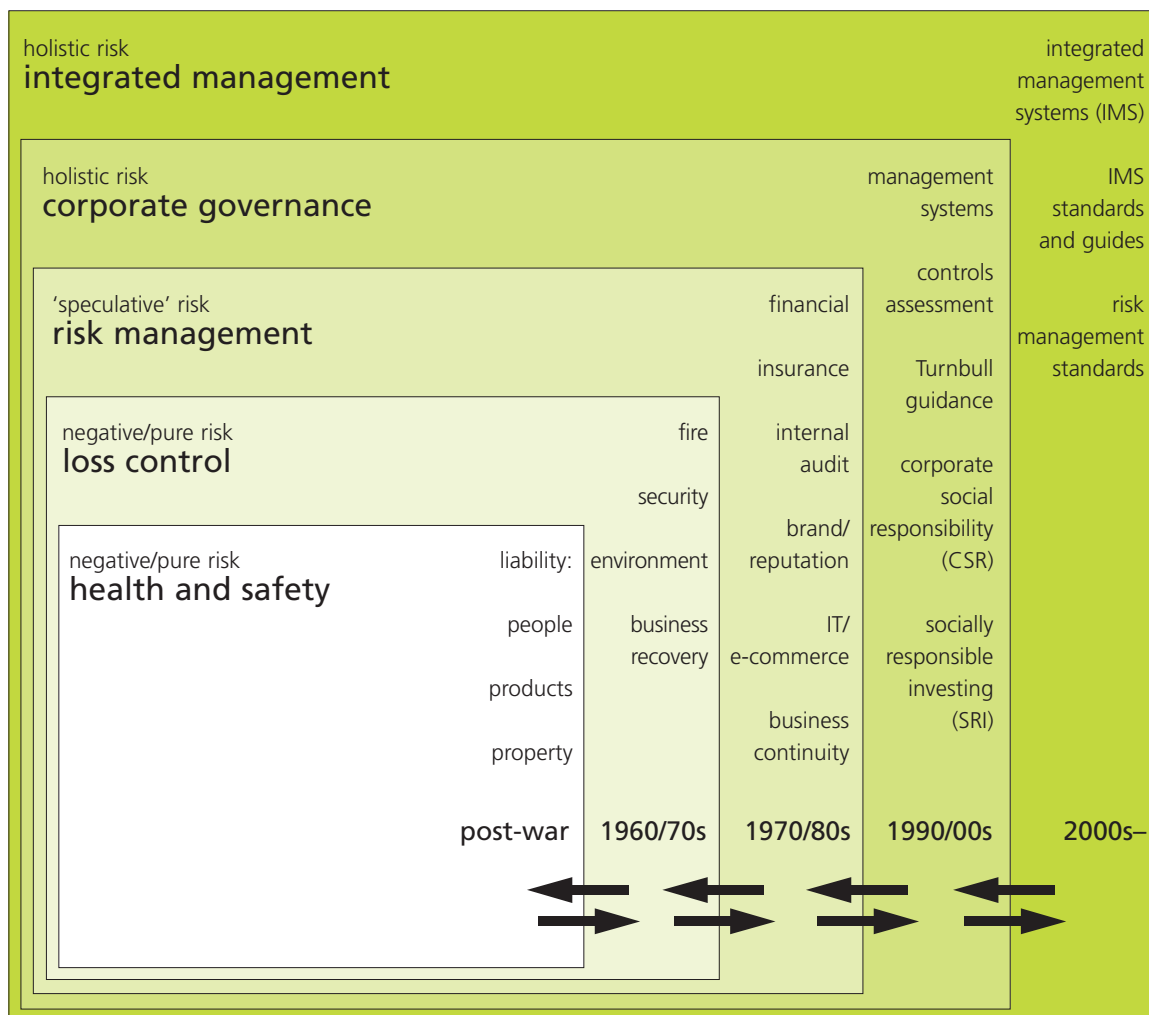 holistic risk
integrated management
integrated
management
systems (IMS)
IMS
standards
and guides
risk
management
standards
2000s–
holistic risk
corporate governance
management
systems
controls
assessment
Turnbull
guidance
corporate
social
responsibility
(CSR)
socially
responsible
investing
(SRI)
1990/00s
‘speculative’ risk
risk management
financial
insurance
internal
audit
brand/
reputation
IT/
e-commerce
business
continuity
1970/80s
negative/pure risk
loss control
fire
security
environment
business
recovery
1960/70s
negative/pure risk
health and safety
liability:
people
products
property
post-war